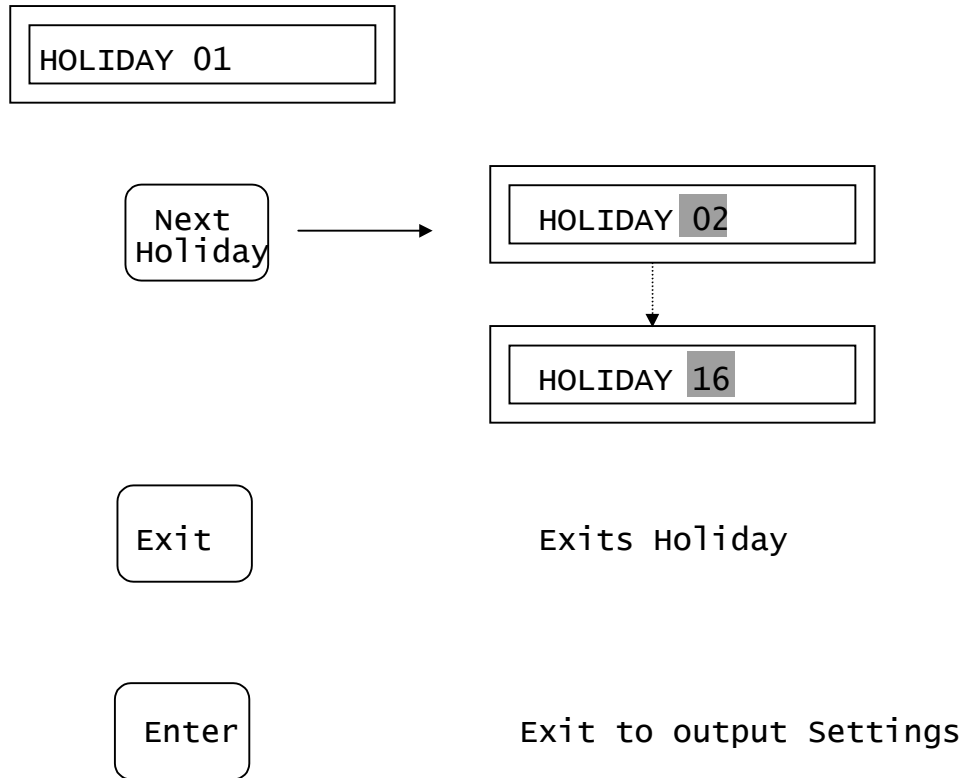 HOLIDAY 01
Next
Holiday
HOLIDAY 02
HOLIDAY 16
Exit
Exits Holiday
Enter
Exit to output Settings